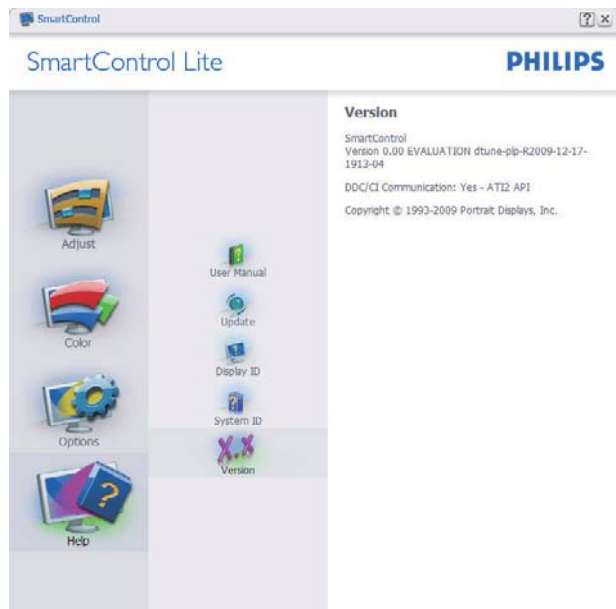 SmartControl
SmartControl Lite
PHILIPS
Adjust
Color
Options
Help
User Manual
Update
Display ID
System ID
X.X
Version
Version
SmartControl
Version 0.00 EVALUATION dtune-plp-R2009-12-17-
1913-04
DDC/CI Communication: Yes - ATI2 API
Copyright © 1993-2009 Portrait Displays, Inc.